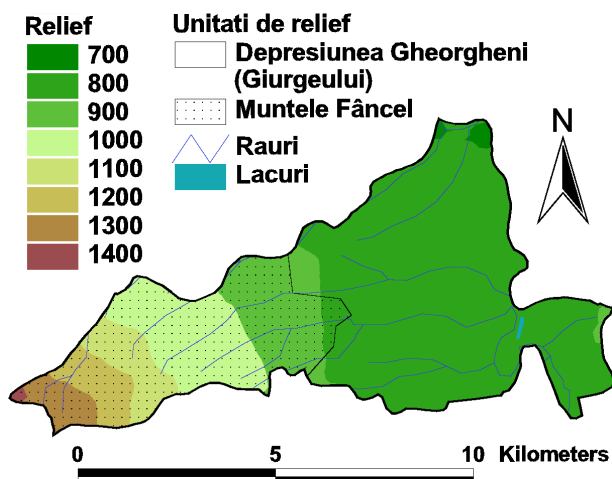 Relief
700
800
900
1000
1100
1200
1300
1400
Unitati de relief
Depresiunea Gheorgheni
(Giurgeului)
Muntele Fâncel
Rauri
Lacuri
N
0 5 10 Kilometers